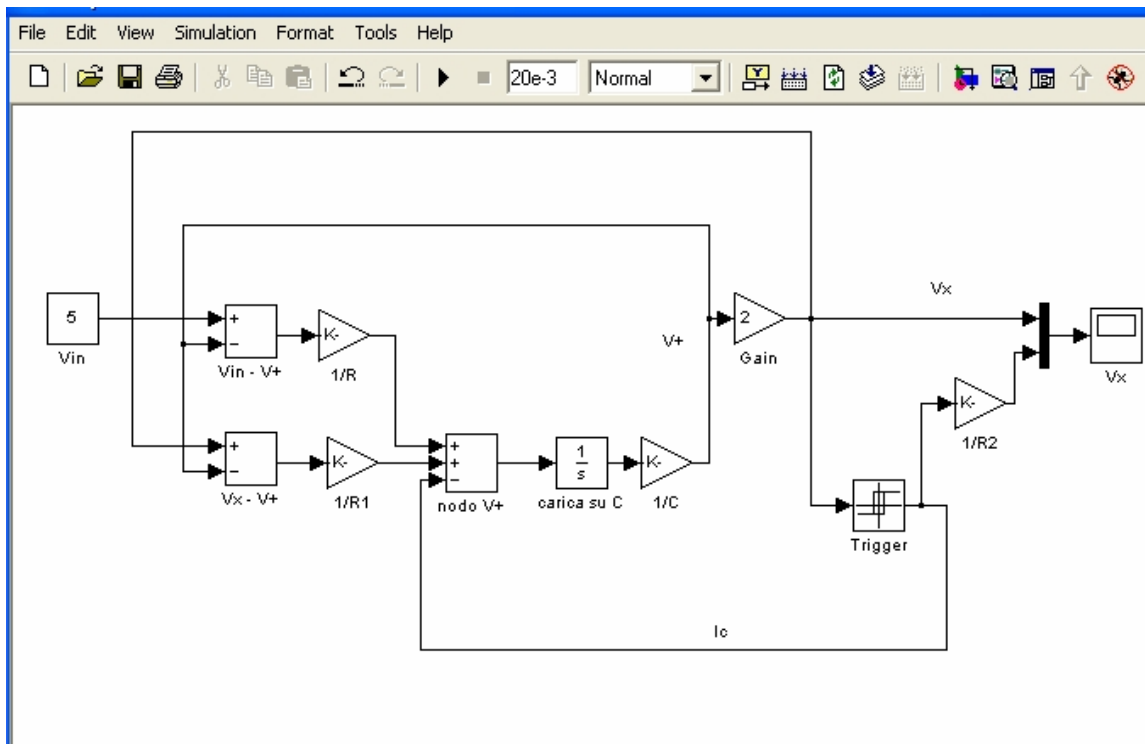 File Edit View Simulation Format Tools Help
20e-3 Normal
Vx
5
Vin
+
−
Vin - V+
K-
1/R
V+
2
Gain
Vx
K-
1/R2
+
−
Vx - V+
K-
1/R1
+
+
−
nodo V+
1
s
carica su C
K-
1/C
Trigger
Ic